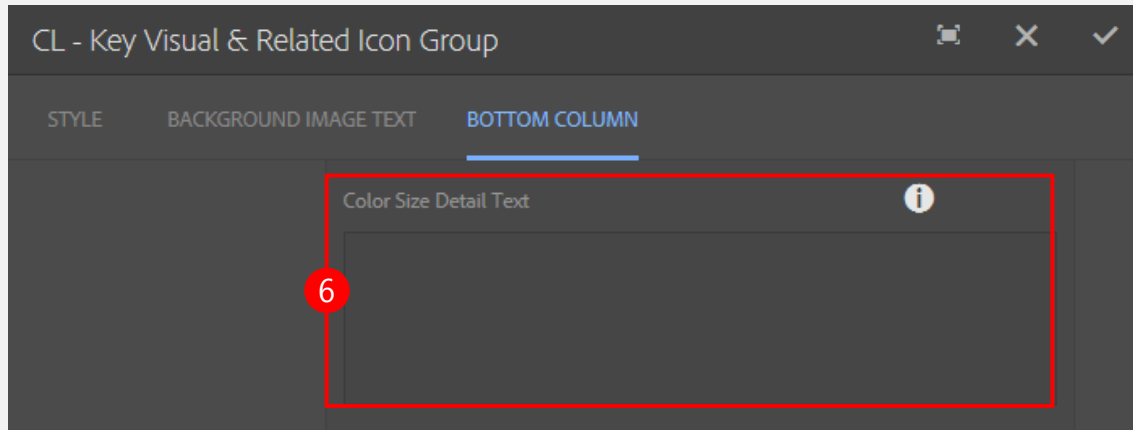 CL - Key Visual & Related Icon Group
STYLE BACKGROUND IMAGE TEXT BOTTOM COLUMN
Color Size Detail Text
6